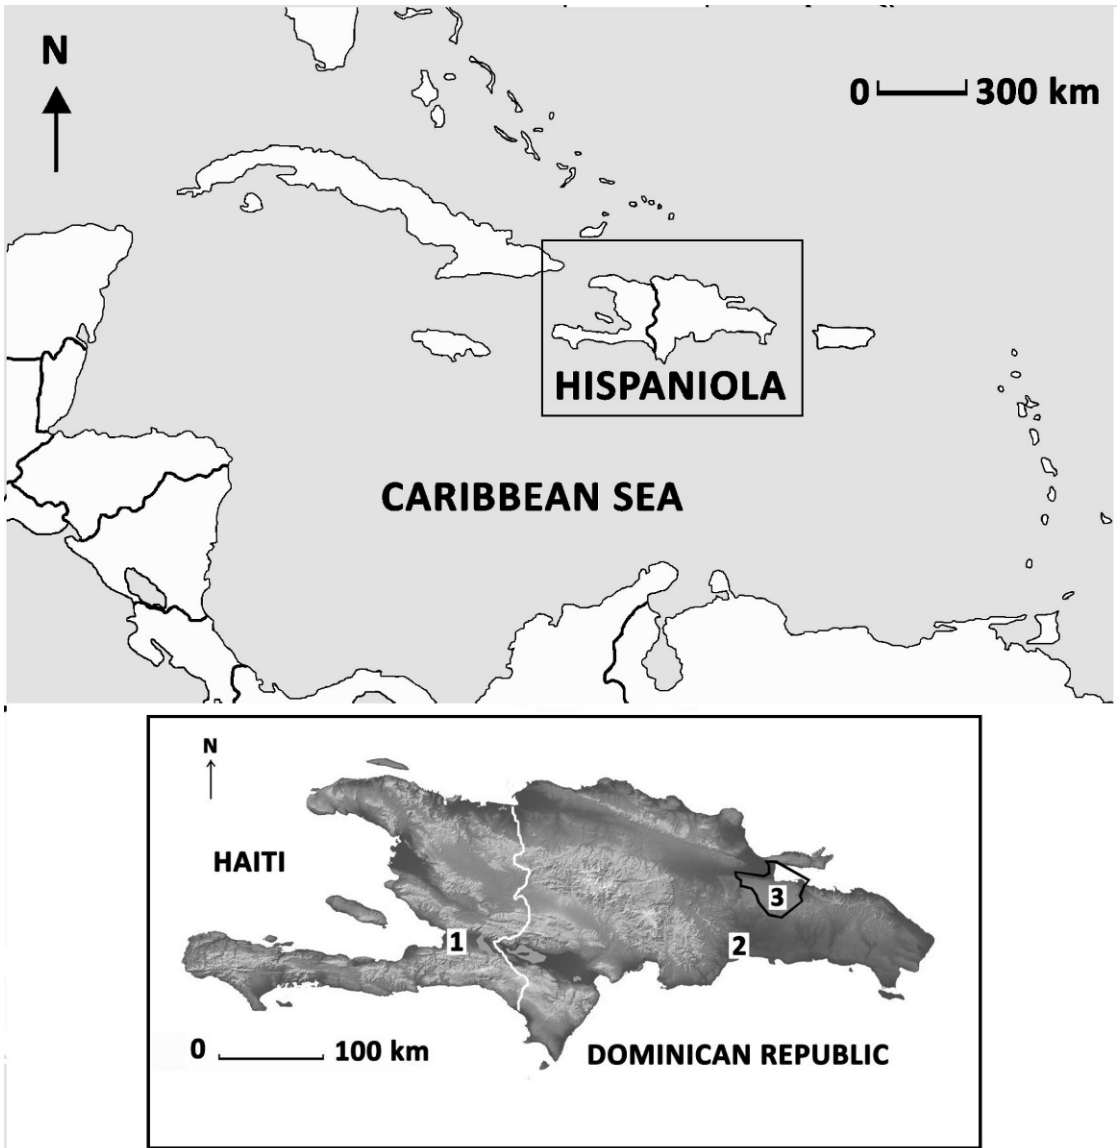 N
0 300 km
HISPANIOLA
CARIBBEAN SEA
N
HAITI
3
1
2
0 100 km
DOMINICAN REPUBLIC